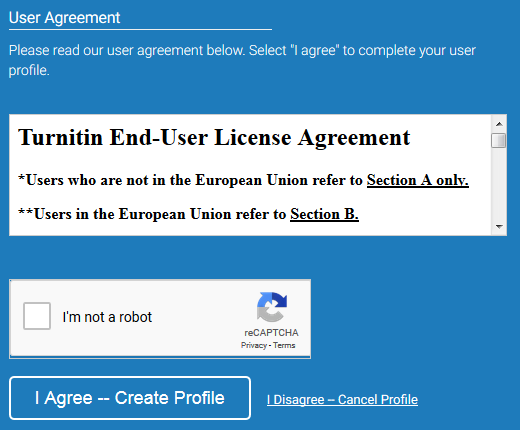 User Agreement
Please read our user agreement below. Select "I agree" to complete your user
profile.
Turnitin End-User License Agreement
*Users who are not in the European Union refer to Section A only.
**Users in the European Union refer to Section B.
I'm not a robot
reCAPTCHA
Privacy - Terms
I Agree -- Create Profile
I Disagree – Cancel Profile